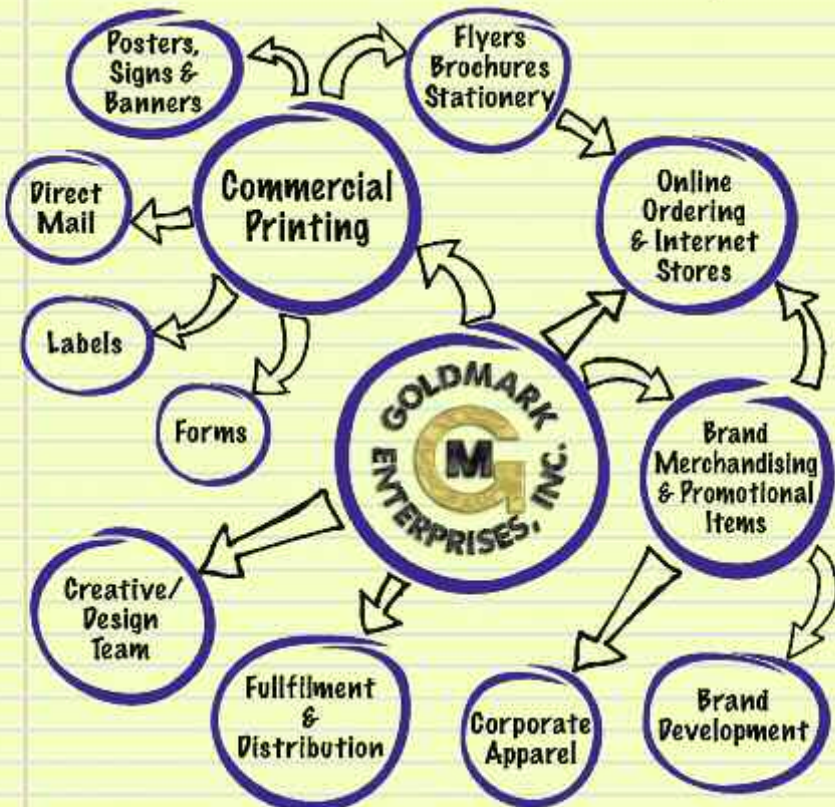 Posters,
Signs &
Banners
Flyers
Brochures
Stationery
Direct
Mail
Commercial
Printing
Online
Ordering
& Internet
Stores
Labels
Forms
GOLDMARK
ENTERPRISES, INC.
GM
Brand
Merchandising
& Promotional
Items
Creative/
Design
Team
Fullfilment
&
Distribution
Corporate
Apparel
Brand
Development